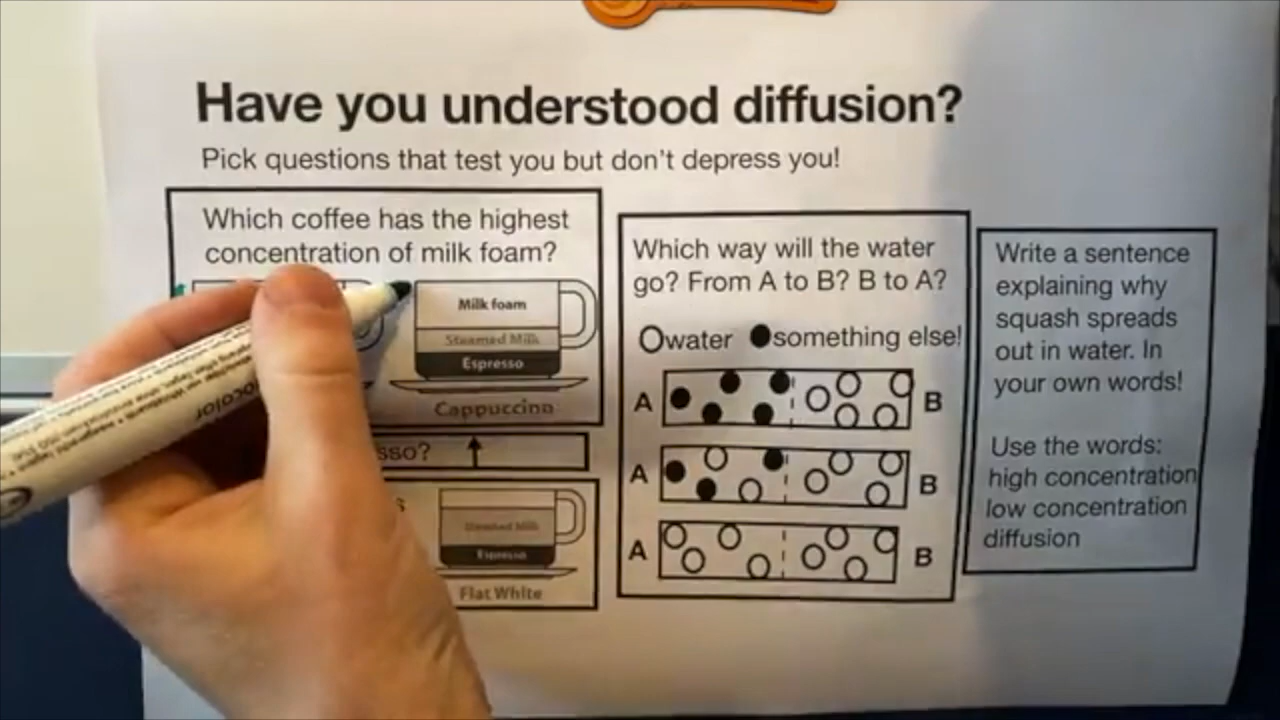 Have you understood diffusion?
Pick questions that test you but don't depress you!
Which coffee has the highest
concentration of milk foam?
Milk foam
Steamed Milk
Espresso
Cappuccino
sso?
Steamed Milk
Espresso
Flat White
Which way will the water
go? From A to B? B to A?
water something else!
A B
A B
A B
Write a sentence
explaining why
squash spreads
out in water. In
your own words!
Use the words:
high concentration
low concentration
diffusion